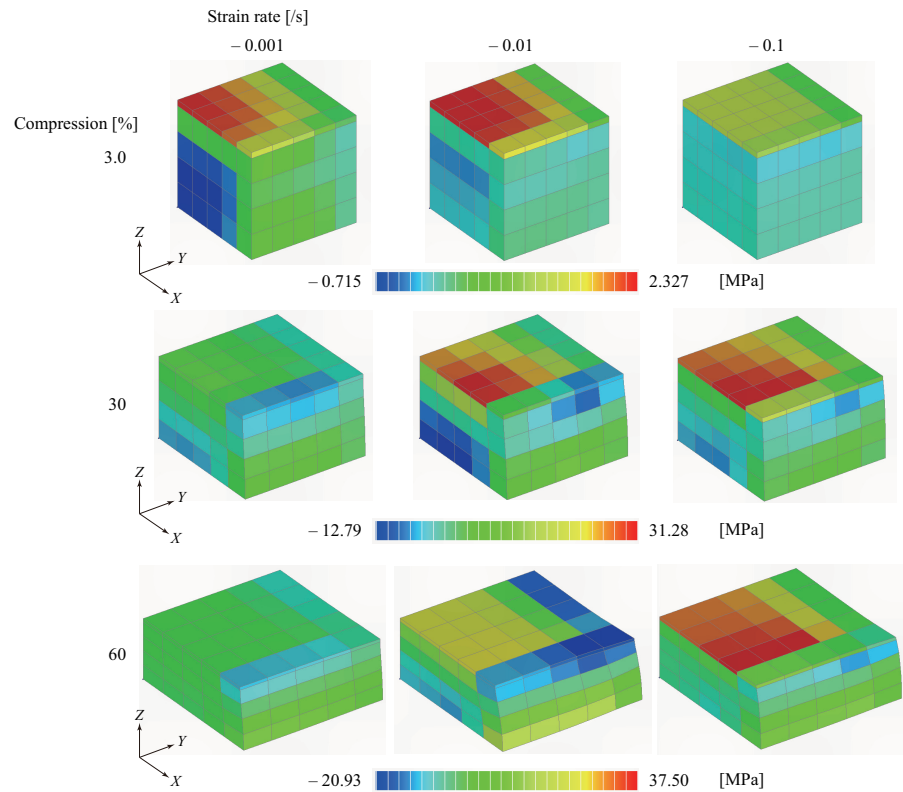 Strain rate [/s]
– 0.001 – 0.01 – 0.1
Compression [%]
3.0
Z
Y
X
– 0.715 2.327 [MPa]
30
Z
Y
X
– 12.79 31.28 [MPa]
60
Z
Y
X
– 20.93 37.50 [MPa]